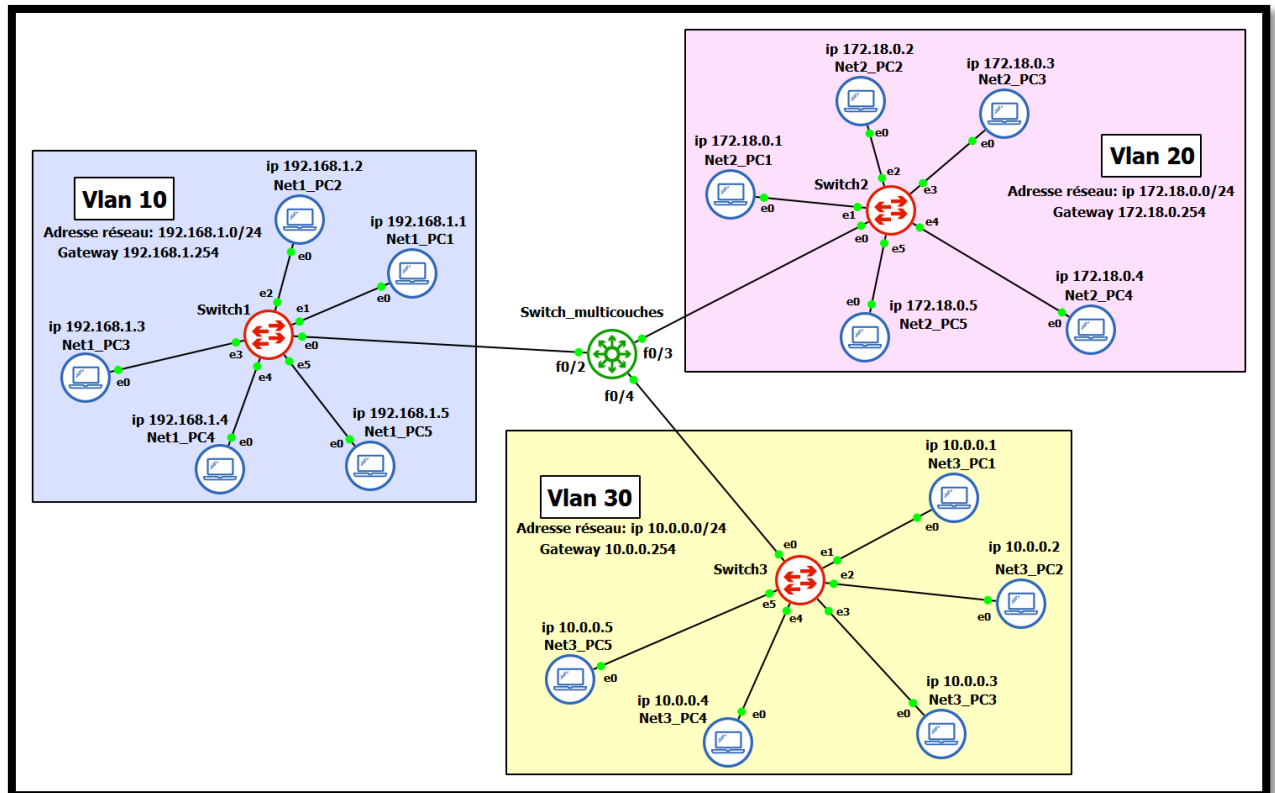 Vlan 10
Adresse réseau: 192.168.1.0/24
Gateway 192.168.1.254
ip 192.168.1.2
Net1_PC2
e0
ip 192.168.1.1
Net1_PC1
e0
ip 192.168.1.3
Net1_PC3
e0
ip 192.168.1.4
Net1_PC4
e0
ip 192.168.1.5
Net1_PC5
e0
Switch1
e2
e1
e0
e3
e4
e5
Switch_multicouches
f0/2
f0/3
f0/4
Vlan 20
Adresse réseau: ip 172.18.0.0/24
Gateway 172.18.0.254
ip 172.18.0.2
Net2_PC2
e0
ip 172.18.0.3
Net2_PC3
e0
ip 172.18.0.1
Net2_PC1
e0
Switch2
e2
e3
e1
e4
e0
e5
ip 172.18.0.4
Net2_PC4
e0
e0
ip 172.18.0.5
Net2_PC5
Vlan 30
Adresse réseau: ip 10.0.0.0/24
Gateway 10.0.0.254
ip 10.0.0.1
Net3_PC1
e0
ip 10.0.0.2
Net3_PC2
e0
Switch3
e0
e1
e2
e5
e4
e3
ip 10.0.0.5
Net3_PC5
e0
ip 10.0.0.4
Net3_PC4
e0
ip 10.0.0.3
Net3_PC3
e0